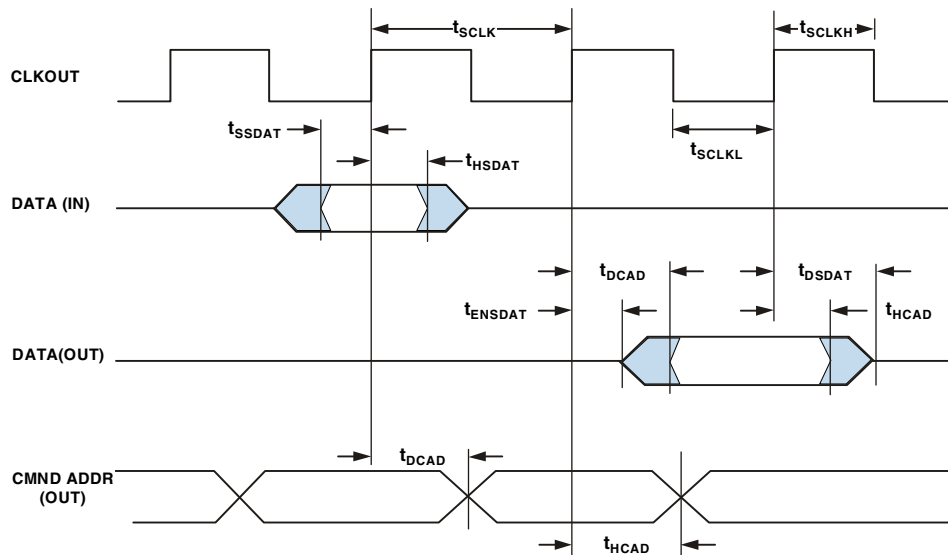 tSCLK
tSCLKH
CLKOUT
tSSDAT
tSCLKL
tHSDAT
DATA (IN)
tDCAD
tDSDAT
tENSDAT
tHCAD
DATA(OUT)
tDCAD
CMND ADDR
(OUT)
tHCAD